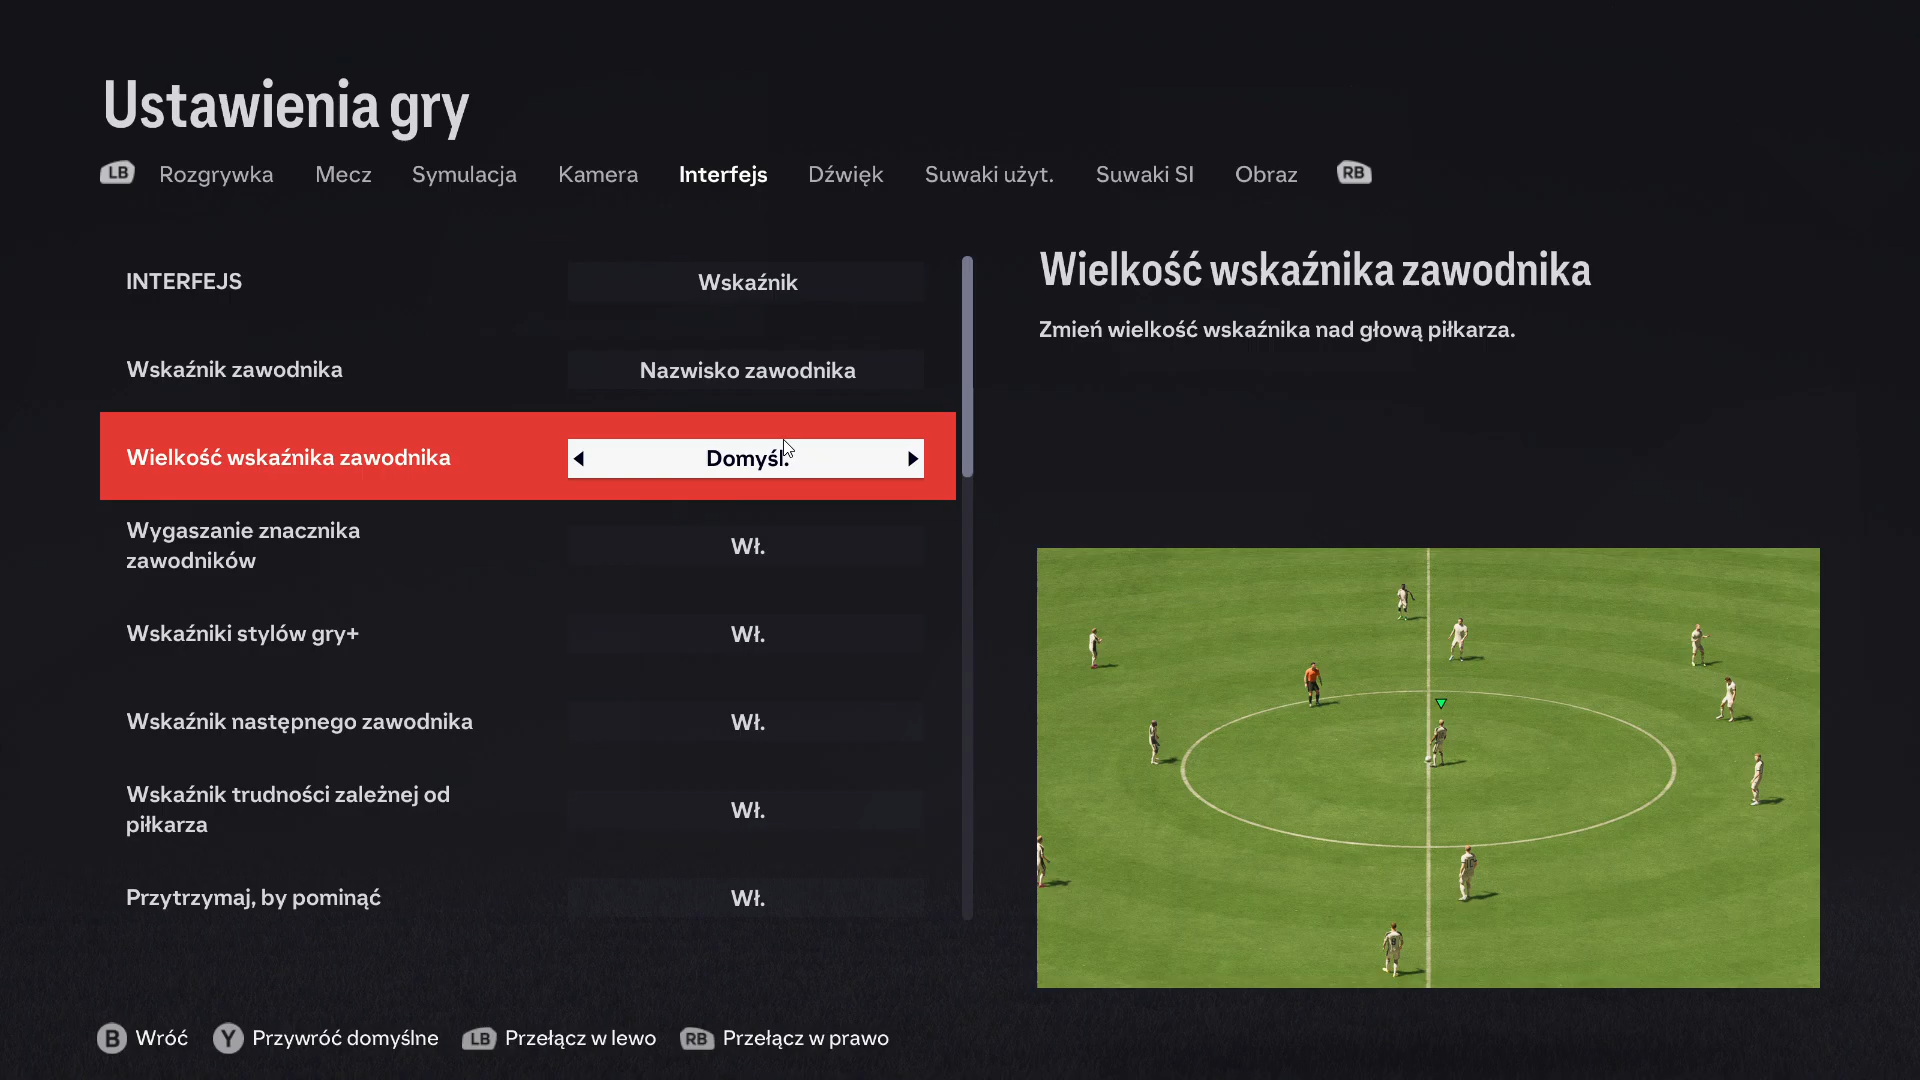 Ustawienia gry
LB Rozgrywka Mecz Symulacja Kamera Interfejs Dźwięk Suwaki użyt. Suwaki SI Obraz RB
INTERFEJS Wskaźnik
Wskaźnik zawodnika Nazwisko zawodnika
Wielkość wskaźnika zawodnika Domyśl.
Wygaszanie znacznika
zawodników Wł.
Wskaźniki stylów gry+ Wł.
Wskaźnik następnego zawodnika Wł.
Wskaźnik trudności zależnej od
piłkarza Wł.
Przytrzymaj, by pominąć Wł.
Wielkość wskaźnika zawodnika
Zmień wielkość wskaźnika nad głową piłkarza.
B Wróć Y Przywróć domyślne LB Przełącz w lewo RB Przełącz w prawo